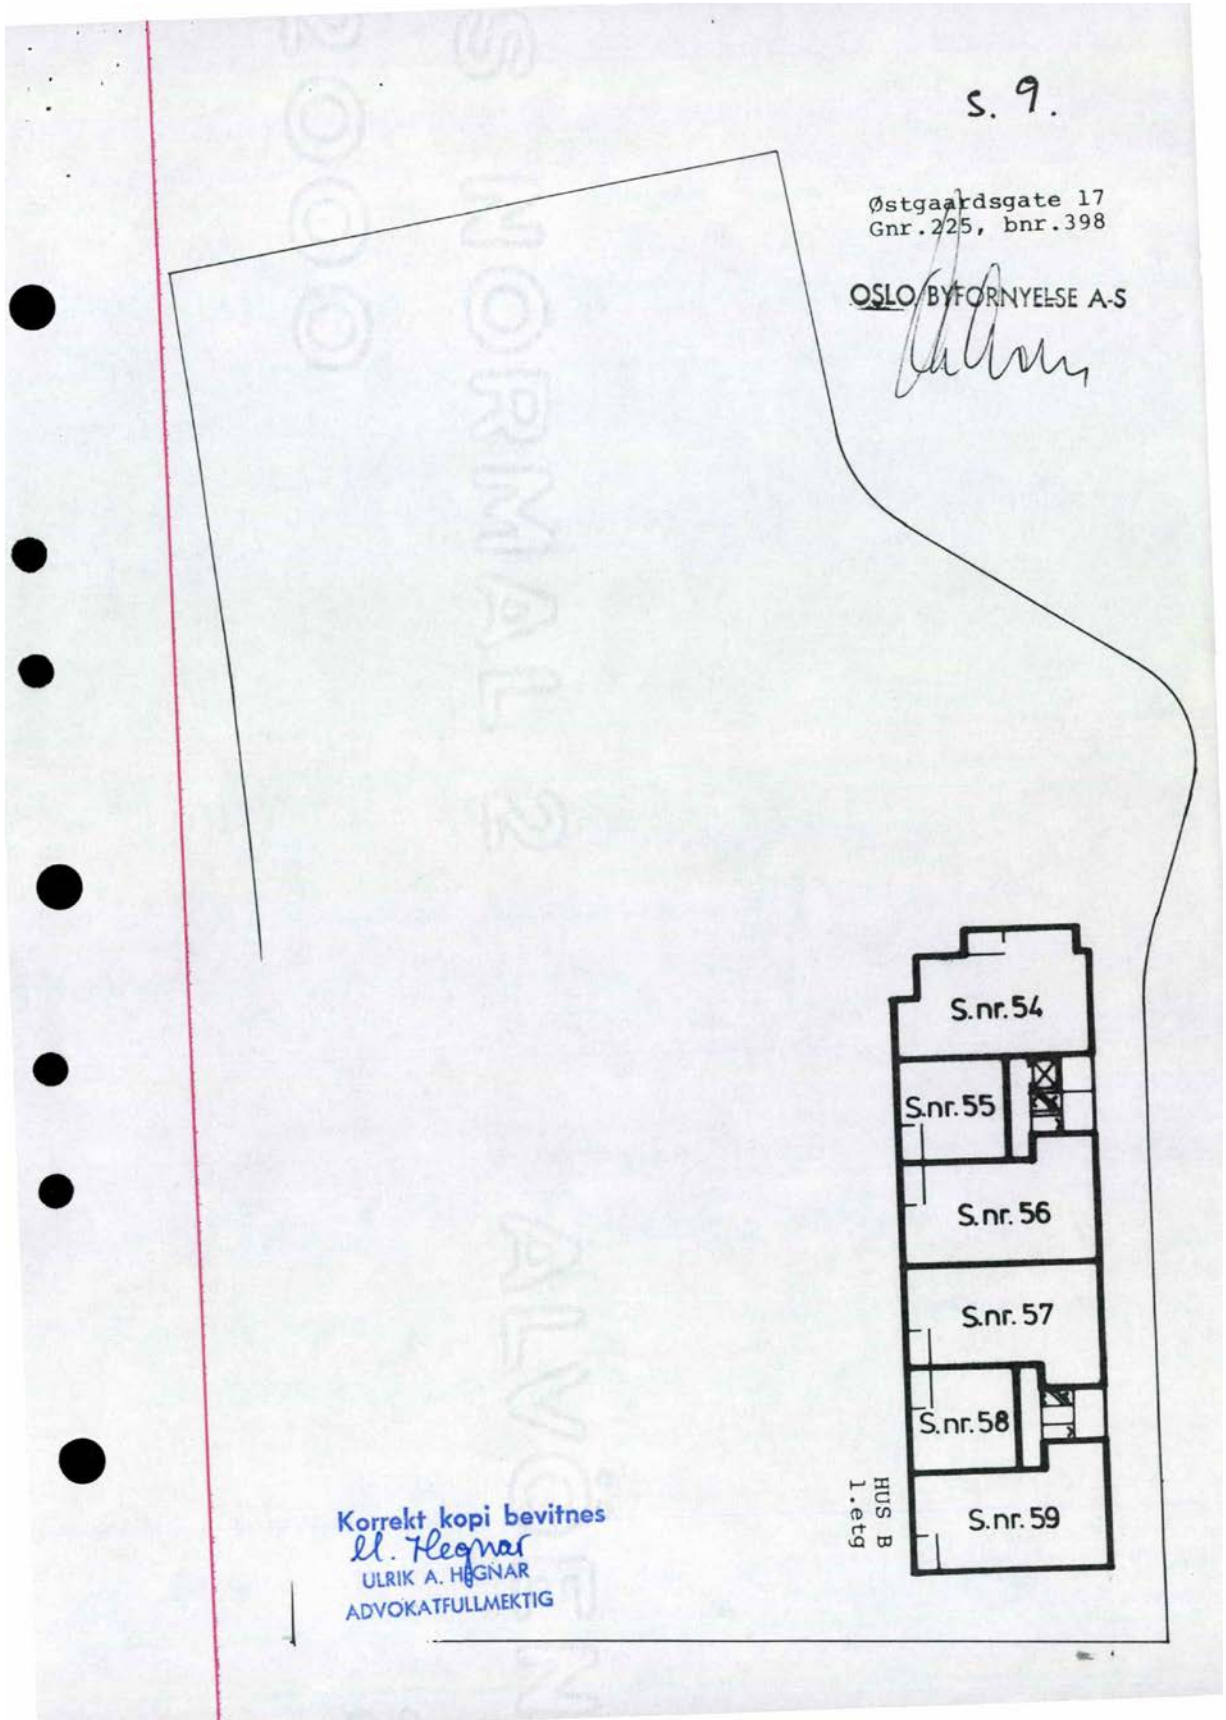 s. 9.
Østgaardsgate 17
Gnr.225, bnr.398
OSLO BYFORNYELSE A-S
S.nr.54
S.nr.55
S.nr.56
S.nr.57
S.nr.58
S.nr.59
HUS B
1.etg
Korrekt kopi bevitnes
U. Hegnar
ULRIK A. HEGNAR
ADVOKATFULLMEKTIG